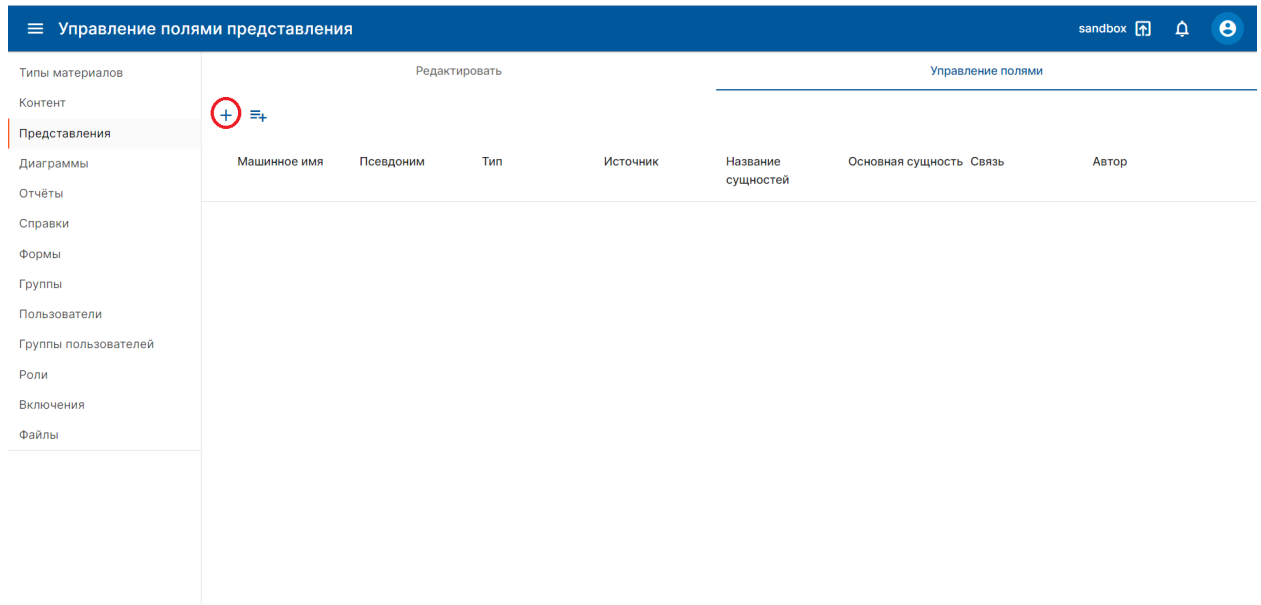 Управление полями представления
sandbox
Типы материалов
Контент
Представления
Диаграммы
Отчёты
Справки
Формы
Группы
Пользователи
Группы пользователей
Роли
Включения
Файлы
Редактировать
Управление полями
Машинное имя
Псевдоним
Тип
Источник
Название
сущностей
Основная сущность
Связь
Автор